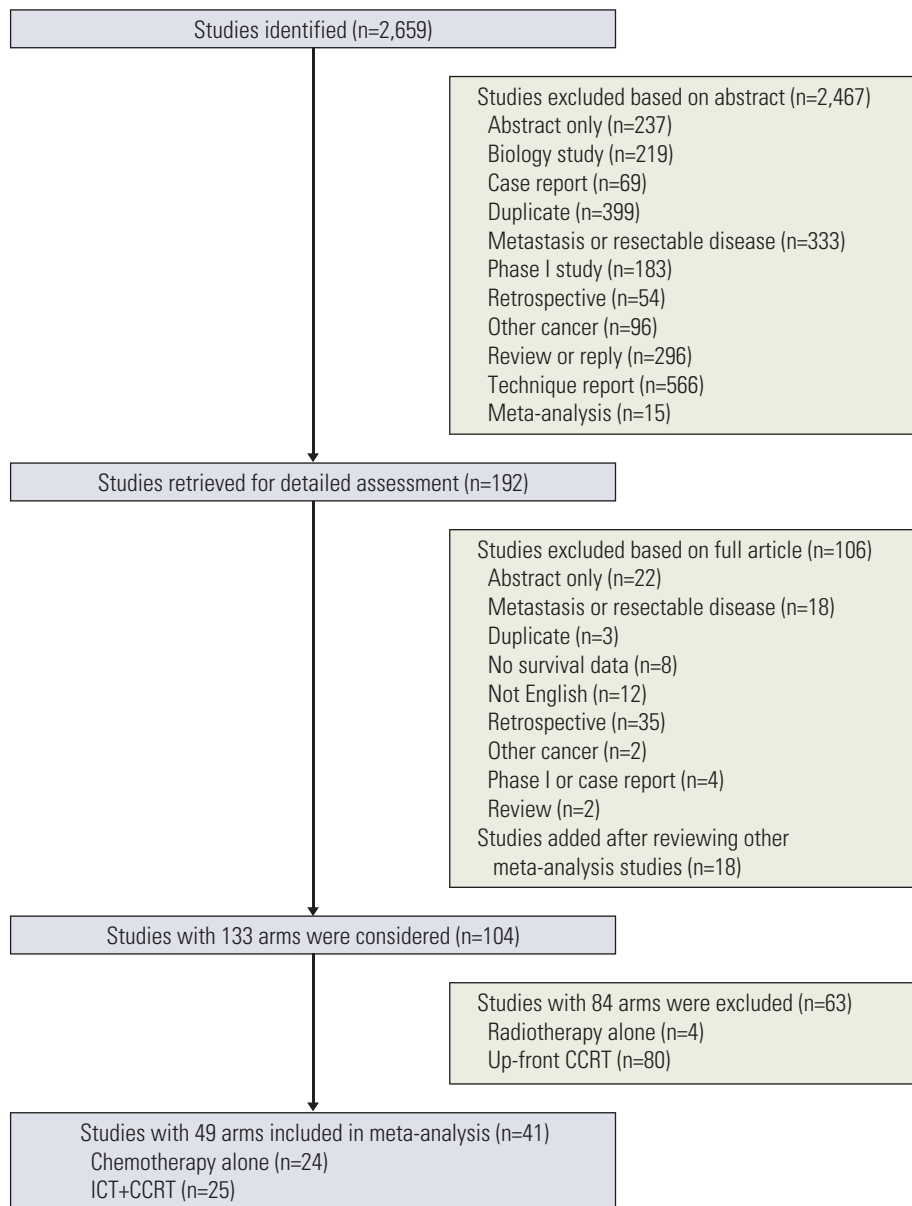 Studies identified (n=2,659)
Studies excluded based on abstract (n=2,467)
Abstract only (n=237)
Biology study (n=219)
Case report (n=69)
Duplicate (n=399)
Metastasis or resectable disease (n=333)
Phase I study (n=183)
Retrospective (n=54)
Other cancer (n=96)
Review or reply (n=296)
Technique report (n=566)
Meta-analysis (n=15)
Studies retrieved for detailed assessment (n=192)
Studies excluded based on full article (n=106)
Abstract only (n=22)
Metastasis or resectable disease (n=18)
Duplicate (n=3)
No survival data (n=8)
Not English (n=12)
Retrospective (n=35)
Other cancer (n=2)
Phase I or case report (n=4)
Review (n=2)
Studies added after reviewing other
meta-analysis studies (n=18)
Studies with 133 arms were considered (n=104)
Studies with 84 arms were excluded (n=63)
Radiotherapy alone (n=4)
Up-front CCRT (n=80)
Studies with 49 arms included in meta-analysis (n=41)
Chemotherapy alone (n=24)
ICT+CCRT (n=25)